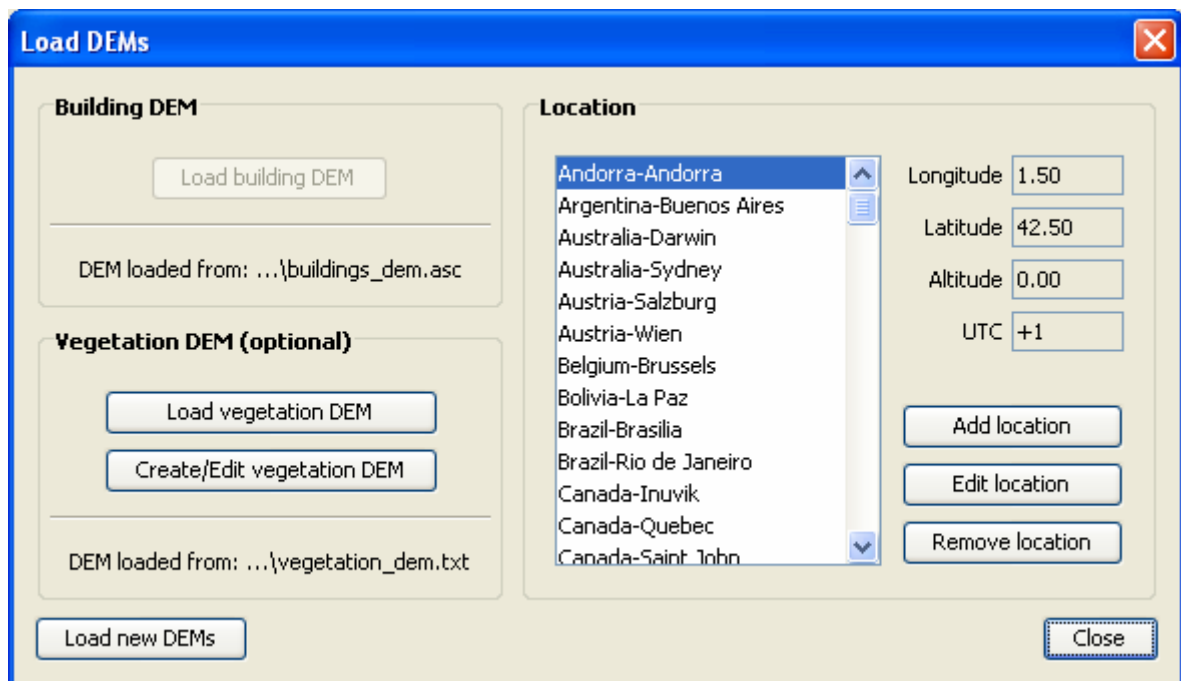 Load DEMs
Building DEM
Load building DEM
DEM loaded from: ...\buildings_dem.asc
Vegetation DEM (optional)
Load vegetation DEM
Create/Edit vegetation DEM
DEM loaded from: ...\vegetation_dem.txt
Load new DEMs
Location
Andorra-Andorra
Argentina-Buenos Aires
Australia-Darwin
Australia-Sydney
Austria-Salzburg
Austria-Wien
Belgium-Brussels
Bolivia-La Paz
Brazil-Brasilia
Brazil-Rio de Janeiro
Canada-Inuvik
Canada-Quebec
Canada-Saint John
Longitude 1.50
Latitude 42.50
Altitude 0.00
UTC +1
Add location
Edit location
Remove location
Close